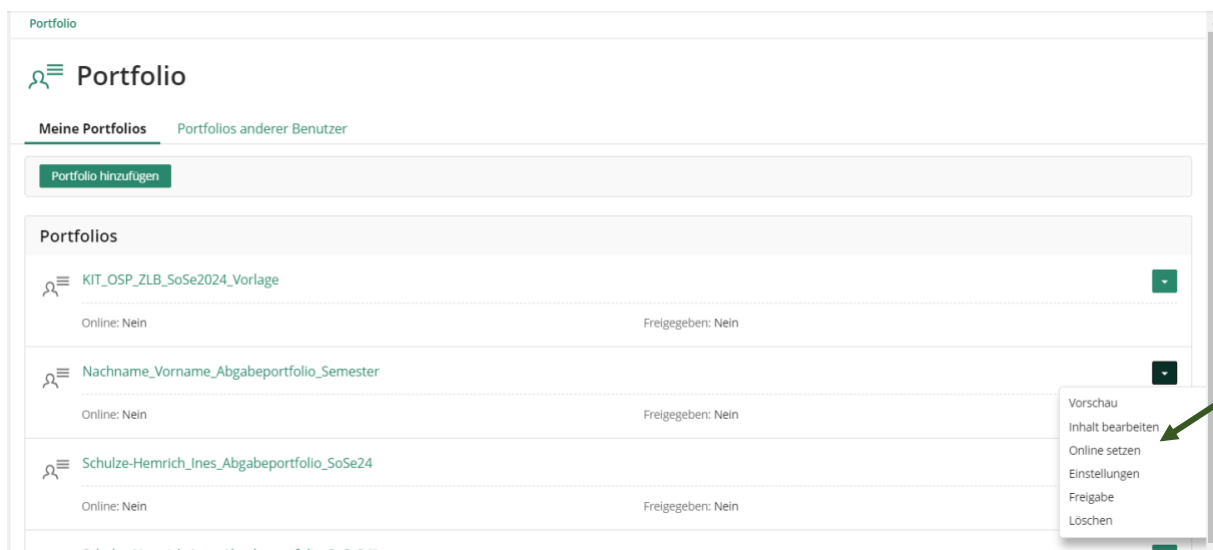 Portfolio
Portfolio
Meine Portfolios Portfolios anderer Benutzer
Portfolio hinzufügen
Portfolios
KIT_OSP_ZLB_SoSe2024_Vorlage
Online: Nein Freigegeben: Nein
Nachname_Vorname_Abgabeportfolio_Semester
Online: Nein Freigegeben: Nein
Vorschau
Inhalt bearbeiten
Online setzen
Einstellungen
Freigabe
Löschen
Schulze-Hemrich_Ines_Abgabeportfolio_SoSe24
Online: Nein Freigegeben: Nein